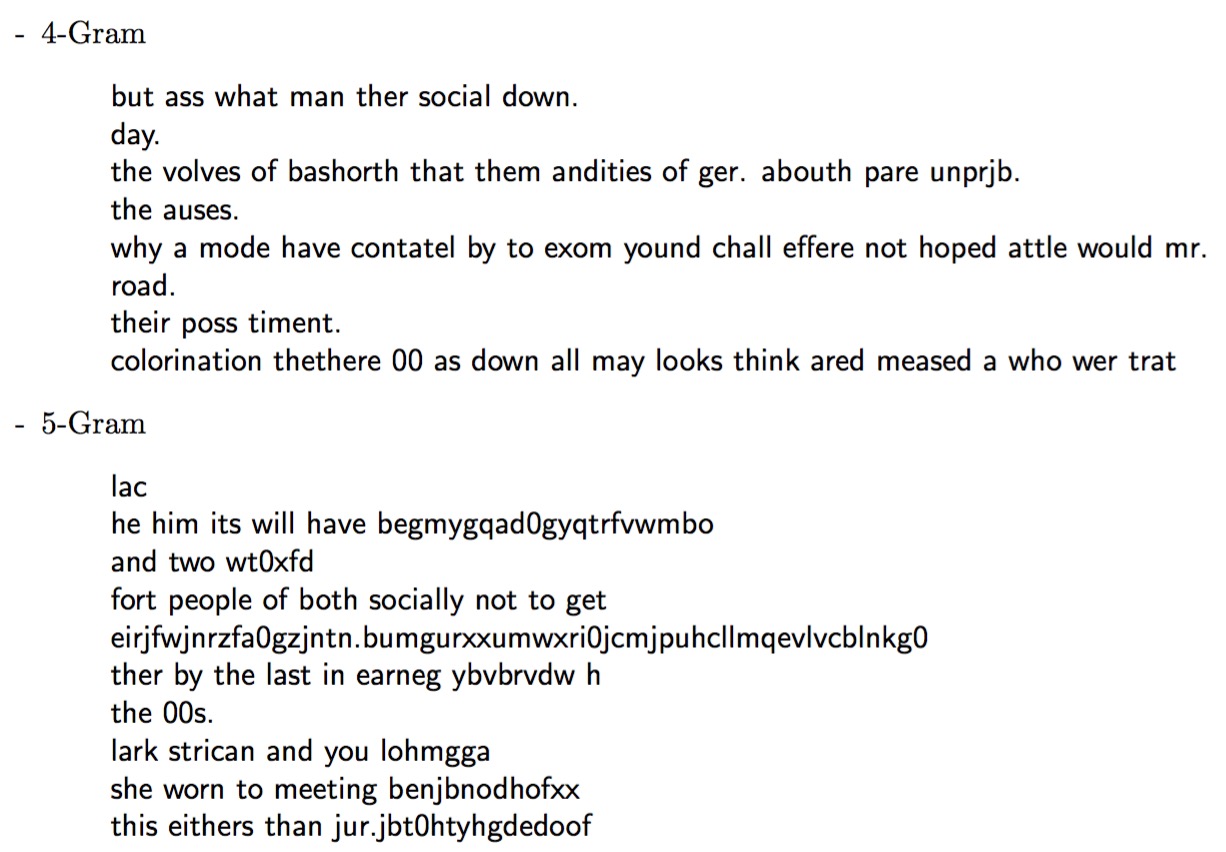 - 4-Gram
but ass what man ther social down.
day.
the volves of bashorth that them andities of ger. abouth pare unprjb.
the auses.
why a mode have contatel by to exom yound chall effere not hoped attle would mr.
road.
their poss timent.
colorination thethere 00 as down all may looks think ared meased a who wer trat
- 5-Gram
lac
he him its will have begmygqad0gyqtrfvwmbo
and two wt0xfd
fort people of both socially not to get
eirjfwjnrzfa0gzjntn.bumgurxxumwxri0jcmjpuhcllmqevlvcblnkg0
ther by the last in earneg ybvbrvdw h
the 00s.
lark strican and you lohmgga
she worn to meeting benjbnodhofxx
this eithers than jur.jbt0htyhgdedoof